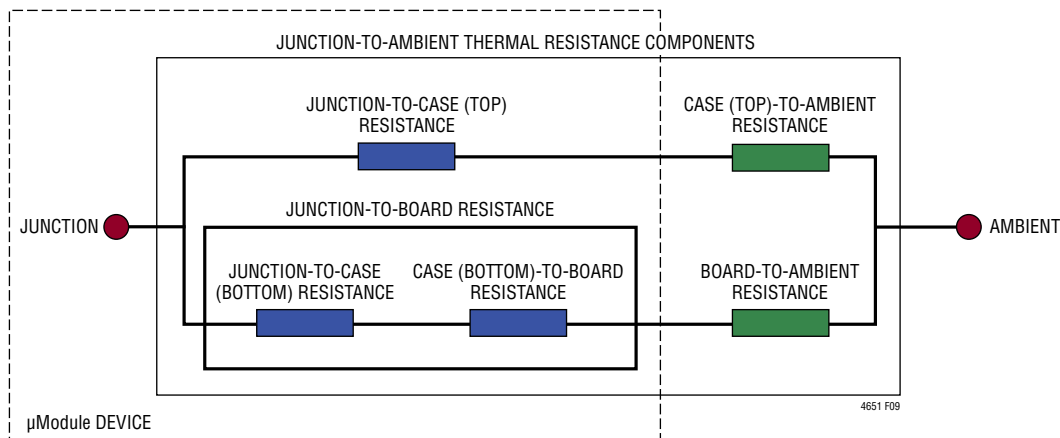 JUNCTION-TO-AMBIENT THERMAL RESISTANCE COMPONENTS
JUNCTION-TO-CASE (TOP)
RESISTANCE
CASE (TOP)-TO-AMBIENT
RESISTANCE
JUNCTION
JUNCTION-TO-BOARD RESISTANCE
AMBIENT
JUNCTION-TO-CASE
(BOTTOM) RESISTANCE
CASE (BOTTOM)-TO-BOARD
RESISTANCE
BOARD-TO-AMBIENT
RESISTANCE
4651 F09
µModule DEVICE